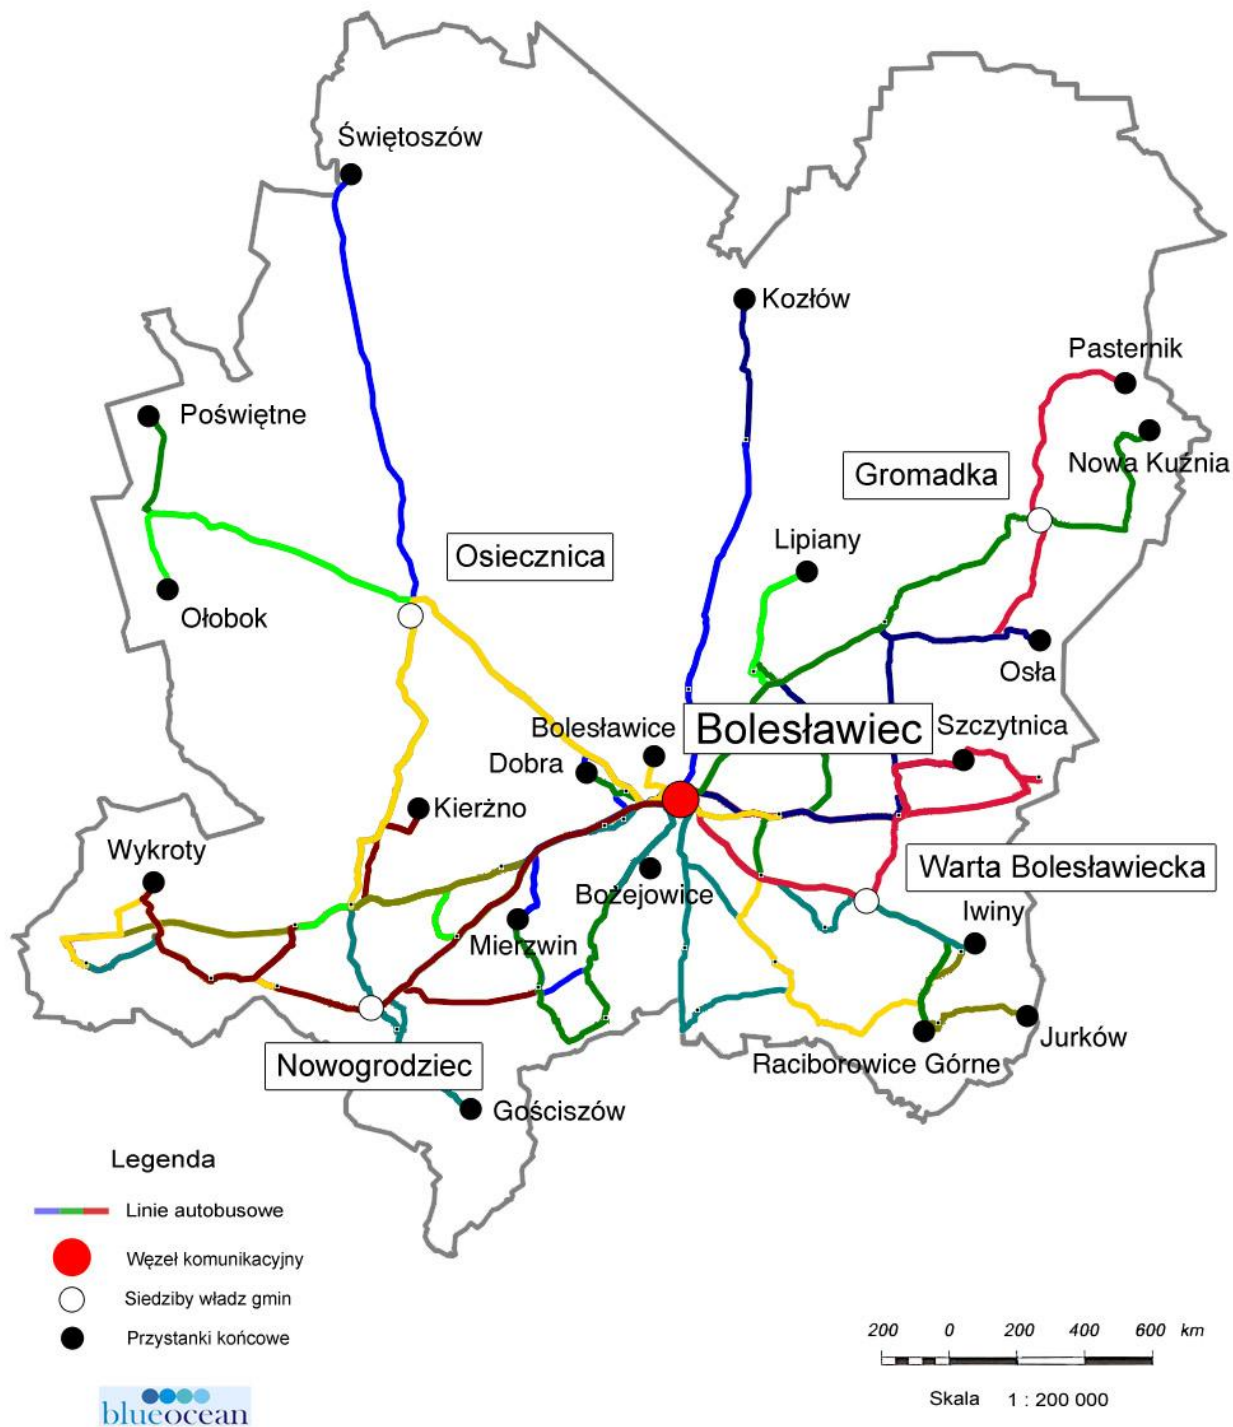 Świętoszów
Kozłów
Pasternik
Poświętne
Nowa Kuźnia
Gromadka
Lipiany
Osiecznica
Ołobok
Osła
Bolesławice
Bolesławiec
Szczytnica
Dobra
Kierżno
Wykroty
Warta Bolesławiecka
Bożejowice
Iwiny
Mierzwin
Jurków
Raciborowice Górne
Nowogrodziec
Gościszów
Legenda
Linie autobusowe
Węzeł komunikacyjny
Siedziby władz gmin
Przystanki końcowe
200 0 200 400 600 km
Skala 1 : 200 000
blueocean